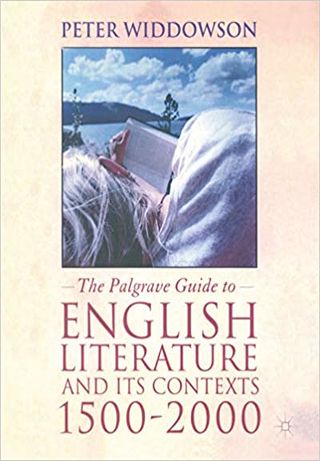 PETER WIDDOWSON
The Palgrave Guide to
ENGLISH
LITERATURE
AND ITS CONTEXTS
1500-2000